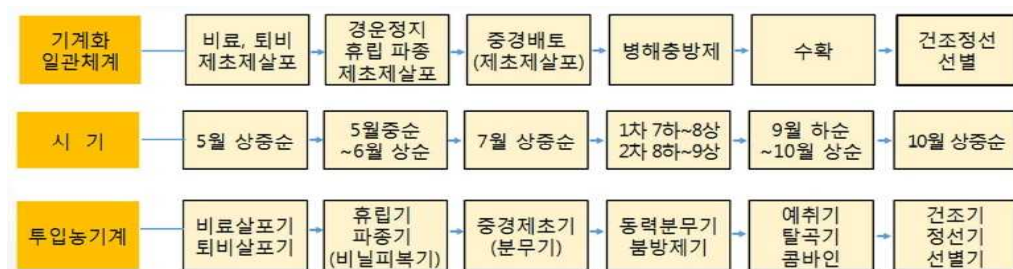 기계화
일관체계
비료, 퇴비
제초제살포
경운정지
휴립 파종
제초제살포
중경배토
(제초제살포)
병해충방제
수확
건조정선
선별
시 기
5월 상중순
5월중순
~6월 상순
7월 상중순
1차 7하~8상
2차 8하~9상
9월 하순
~10월 상순
10월 상중순
투입농기계
비료살포기
퇴비살포기
휴립기
파종기
(비닐피복기)
중경제초기
(분무기)
동력분무기
붐방제기
예취기
탈곡기
콤바인
건조기
정선기
선별기